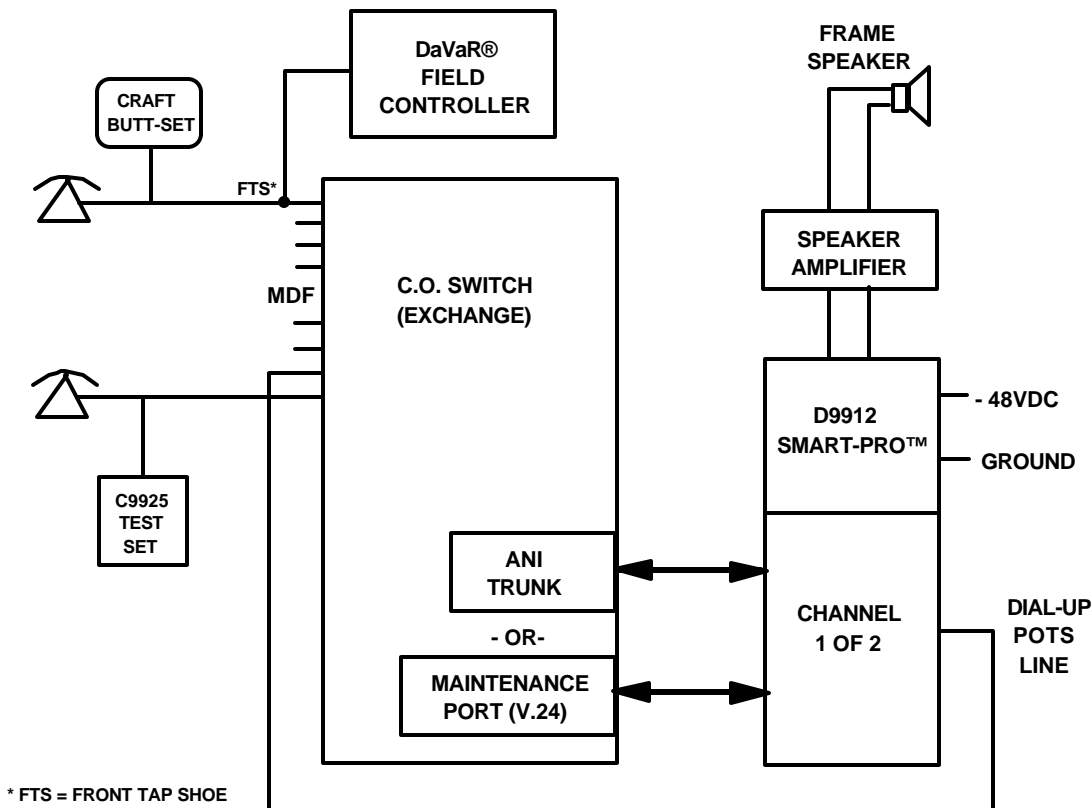 DaVaR®
FIELD
CONTROLLER
FRAME
SPEAKER
CRAFT
BUTT-SET
FTS*
SPEAKER
AMPLIFIER
C.O. SWITCH
(EXCHANGE)
MDF
D9912
SMART-PRO™
- 48VDC
GROUND
C9925
TEST
SET
ANI
TRUNK
- OR-
MAINTENANCE
PORT (V.24)
CHANNEL
1 OF 2
DIAL-UP
POTS
LINE
* FTS = FRONT TAP SHOE